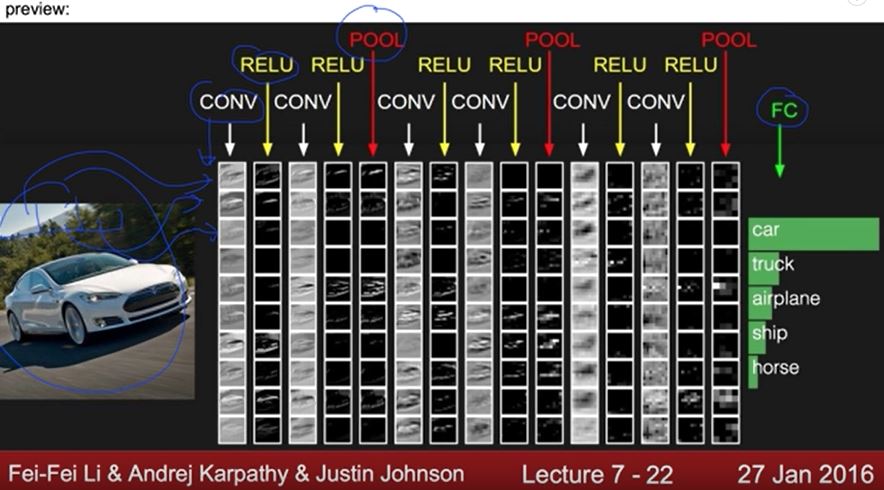 preview:
POOL POOL POOL
RELU RELU RELU RELU RELU RELU
CONV CONV CONV CONV CONV CONV
FC
car
truck
airplane
ship
horse
Fei-Fei Li & Andrej Karpathy & Justin Johnson Lecture 7 - 22 27 Jan 2016